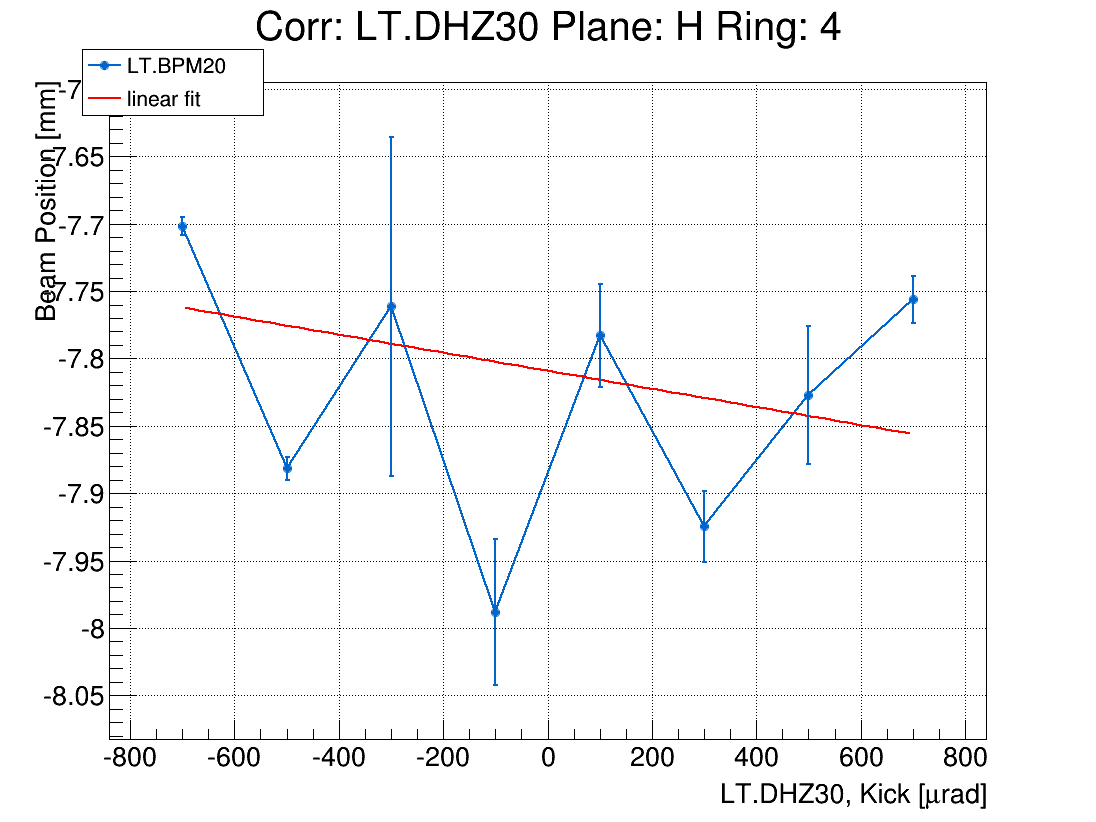 Corr: LT.DHZ30 Plane: H Ring: 4
LT.BPM20
linear fit
Beam Position [mm]
-7.65
-7.7
-7.75
-7.8
-7.85
-7.9
-7.95
-8
-8.05
-800 -600 -400 -200 0 200 400 600 800
LT.DHZ30, Kick [μrad]